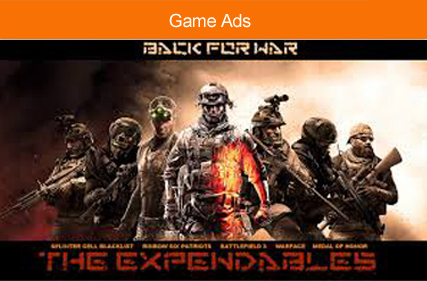 Game Ads
BACK FOR WAR
SPLINTER CELL BLACKLIST RAINBOW SIX PATRIOTS BATTLEFIELD 3 WARFACE MEDAL OF HONOR
THE EXPENDABLES